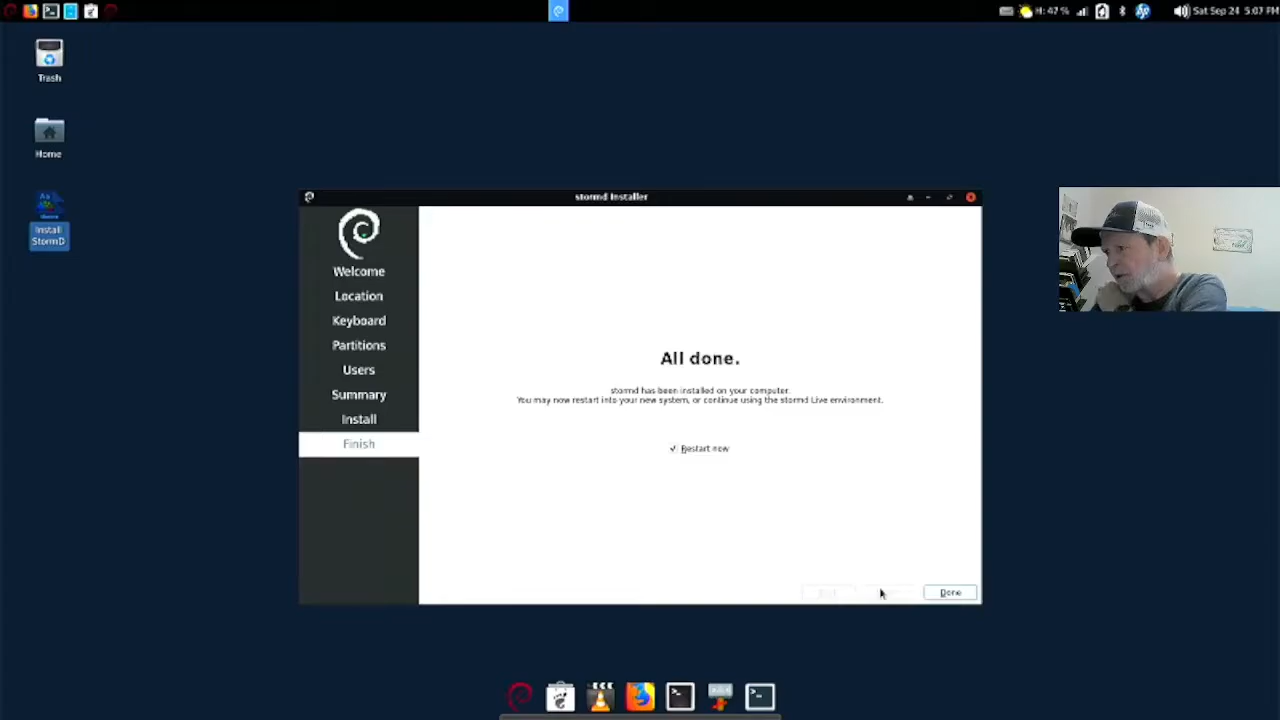 H: 47 %
Sat Sep 24 5:07 PM
Trash
Home
Install
StormD
stormd Installer
Welcome
Location
Keyboard
Partitions
Users
Summary
Install
Finish
All done.
stormd has been installed on your computer.
You may now restart into your new system, or continue using the stormd Live environment.
✓ Restart now
Done